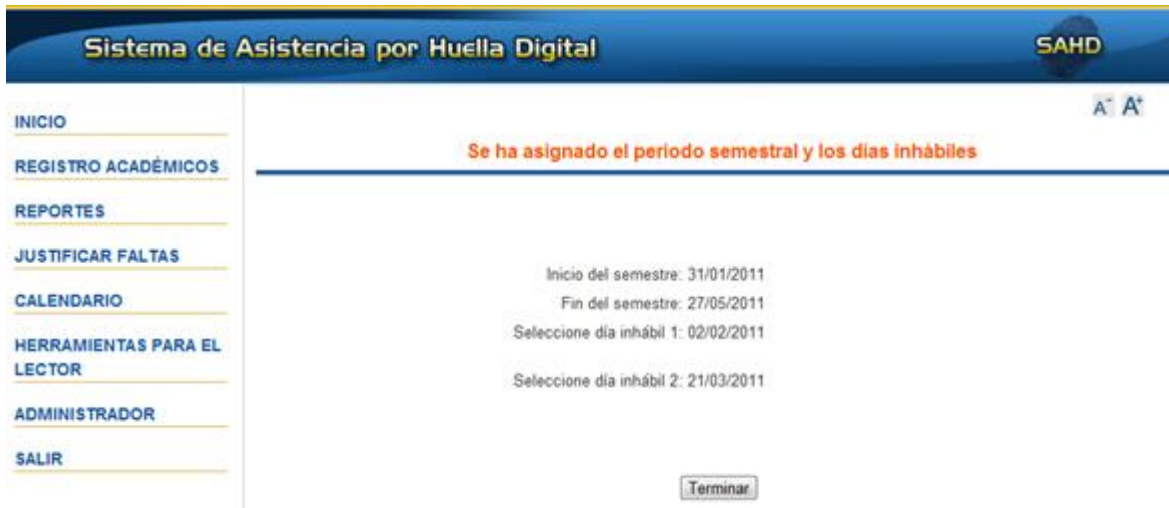 Sistema de Asistencia por Huella Digital
SAHD
A- A+
INICIO
REGISTRO ACADÉMICOS
REPORTES
JUSTIFICAR FALTAS
CALENDARIO
HERRAMIENTAS PARA EL
LECTOR
ADMINISTRADOR
SALIR
Se ha asignado el periodo semestral y los días inhábiles
Inicio del semestre: 31/01/2011
Fin del semestre: 27/05/2011
Seleccione día inhábil 1: 02/02/2011
Seleccione día inhábil 2: 21/03/2011
Terminar